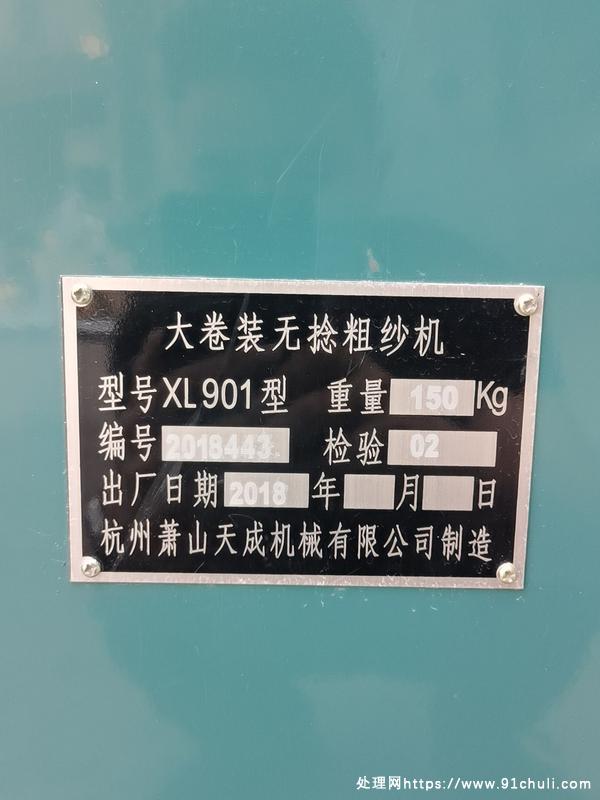 大卷装无捻粗纱机
型号XL901型 重量 150 Kg
编号 2018443 检验 02
出厂日期 2018 年 月 日
杭州萧山天成机械有限公司制造
处理网https://www.91chuli.com